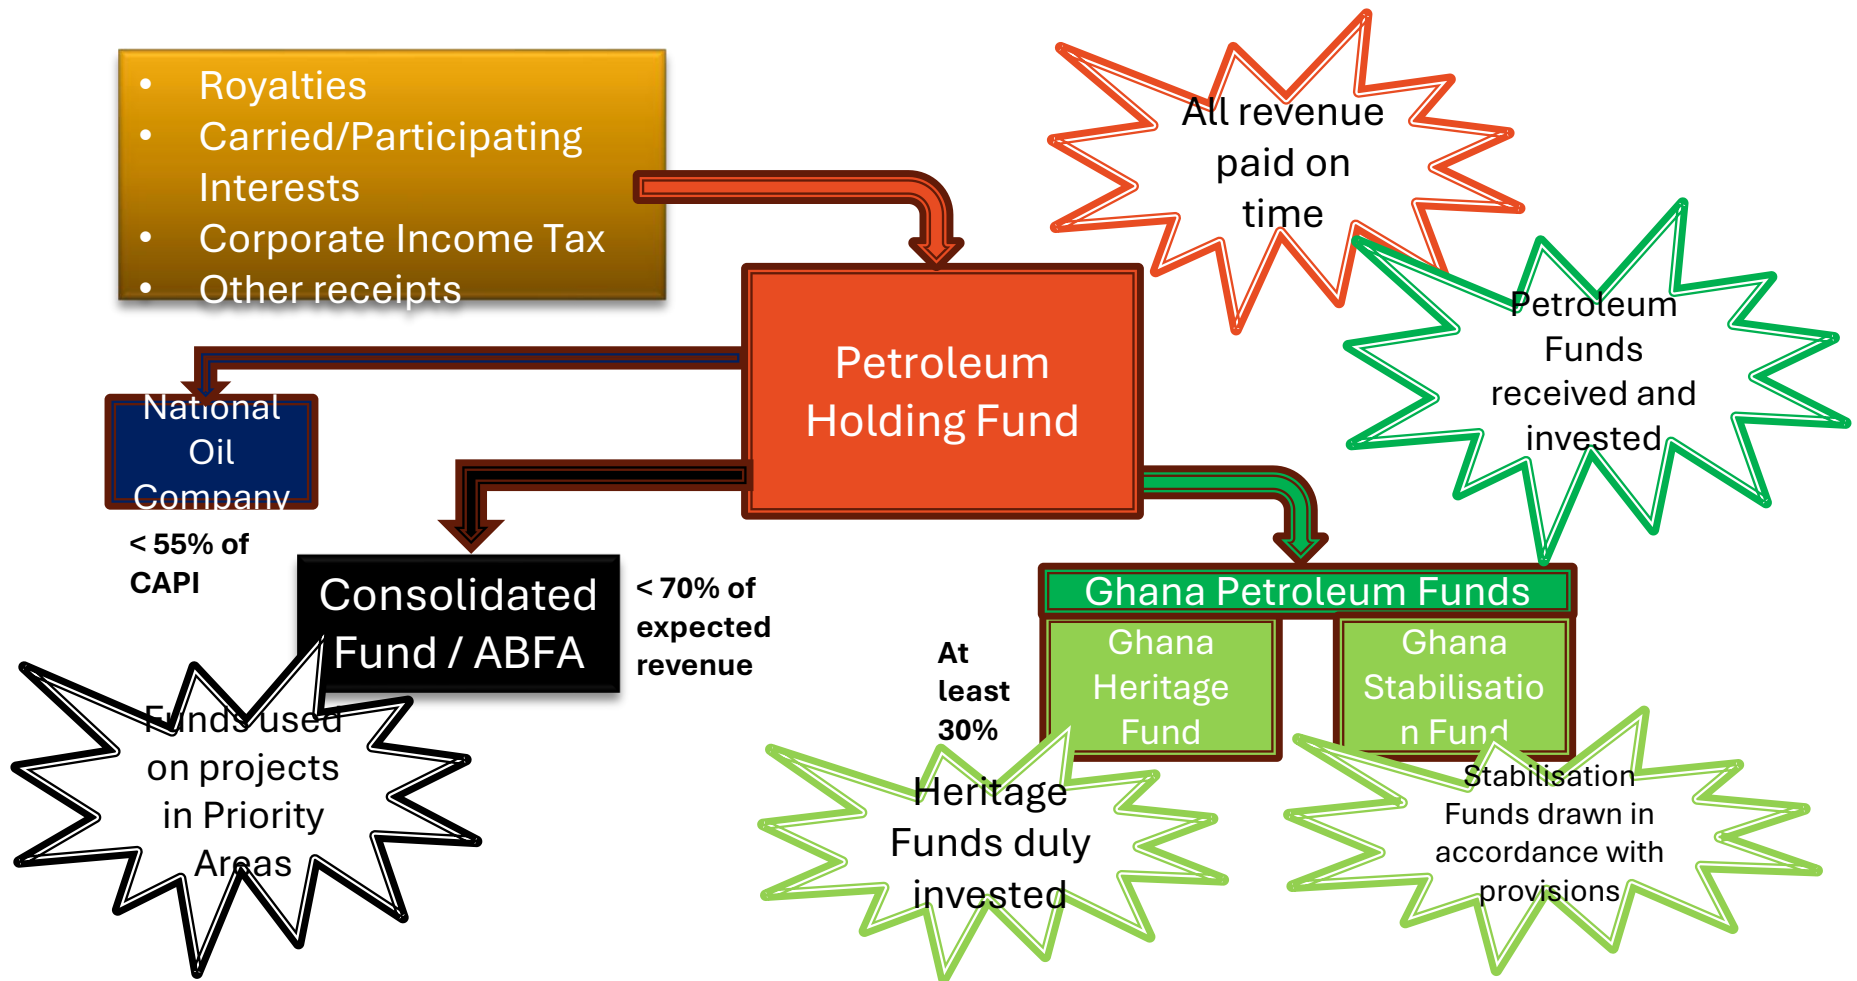 • Royalties
• Carried/Participating
Interests
• Corporate Income Tax
• Other receipts
All revenue
paid on
time
Petroleum
Funds
received and
invested
Petroleum
Holding Fund
National
Oil
Company
< 55% of
CAPI
Consolidated
Fund / ABFA
< 70% of
expected
revenue
Funds used
on projects
in Priority
Areas
Ghana Petroleum Funds
At
least
30%
Ghana
Heritage
Fund
Ghana
Stabilisatio
n Fund
Heritage
Funds duly
invested
Stabilisation
Funds drawn in
accordance with
provisions